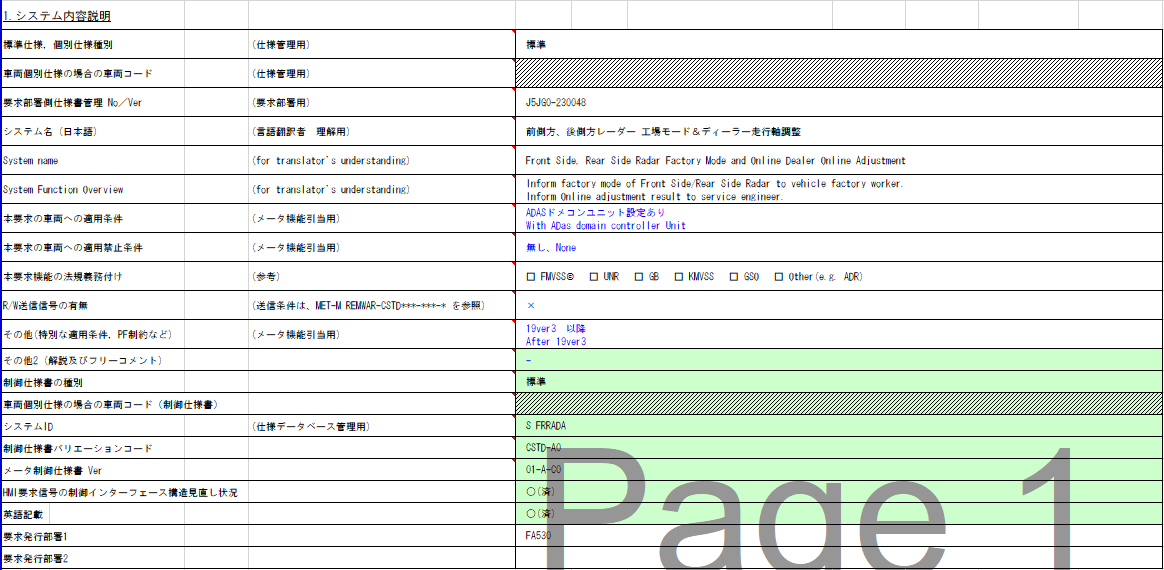 1. システム内容説明
標準仕様, 個別仕様種別 (仕様管理用) 標準
車両個別仕様の場合の車両コード (仕様管理用)
要求部署側仕様書管理 No／Ver (要求部署用) J5JG0-230048
システム名 (日本語) (言語翻訳者 理解用) 前側方、後側方レーダー 工場モード＆ディーラー走行軸調整
System name (for translator's understanding) Front Side, Rear Side Radar Factory Mode and Online Dealer Online Adjustment
System Function Overview (for translator's understanding) Inform factory mode of Front Side/Rear Side Radar to vehicle factory worker.
Inform Online adjustment result to service engineer.
本要求の車両への適用条件 (メータ機能引当用) ADASドメコンユニット設定あり
With ADas domain controller Unit
本要求の車両への適用禁止条件 (メータ機能引当用) 無し、None
本要求機能の法規義務付け (参考) □ FMVSS© □ UNR □ GB □ KMVSS □ GSO □ Other(e.g. ADR)
R/W送信信号の有無 (送信条件は、MET-M REMWAR-CSTD***-***-* を参照) ×
その他(特別な適用条件, PF制約など) (メータ機能引当用) 19ver3 以降
After 19ver3
その他2 (解説及びフリーコメント) -
制御仕様書の種別 標準
車両個別仕様の場合の車両コード (制御仕様書)
システムID (仕様データベース管理用) S FRRADA
制御仕様書バリエーションコード CSTD-A0
メータ制御仕様書 Ver 01-A-C0
HMI要求信号の制御インターフェース構造見直し状況 ○(済)
英語記載 ○(済)
要求発行部署1 FA530
要求発行部署2
Page 1